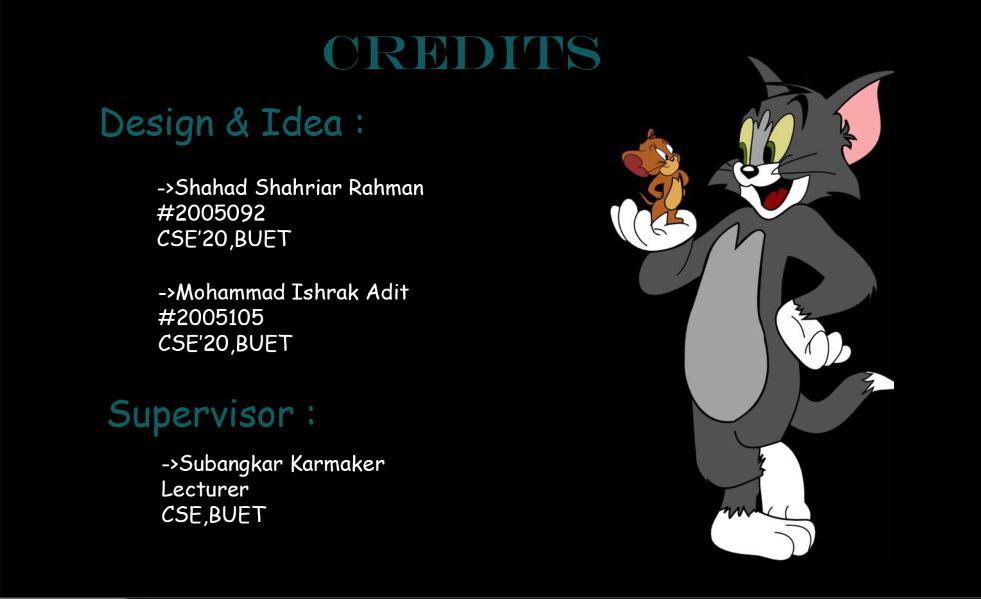 CREDITS
Design & Idea :
->Shahad Shahriar Rahman
#2005092
CSE'20,BUET
->Mohammad Ishrak Adit
#2005105
CSE'20,BUET
Supervisor :
->Subangkar Karmaker
Lecturer
CSE,BUET